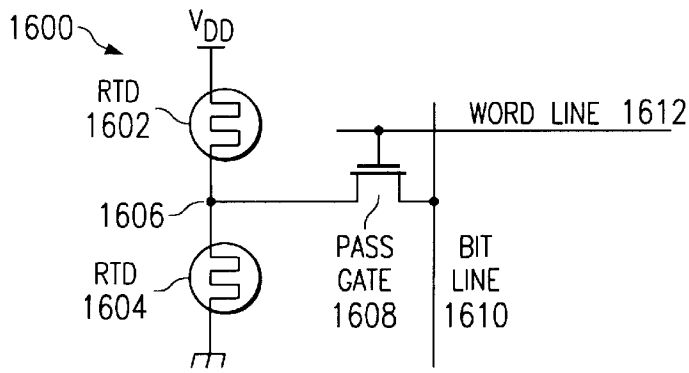 1600
VDD
RTD
1602
WORD LINE 1612
1606
PASS
GATE
1608
BIT
LINE
1610
RTD
1604